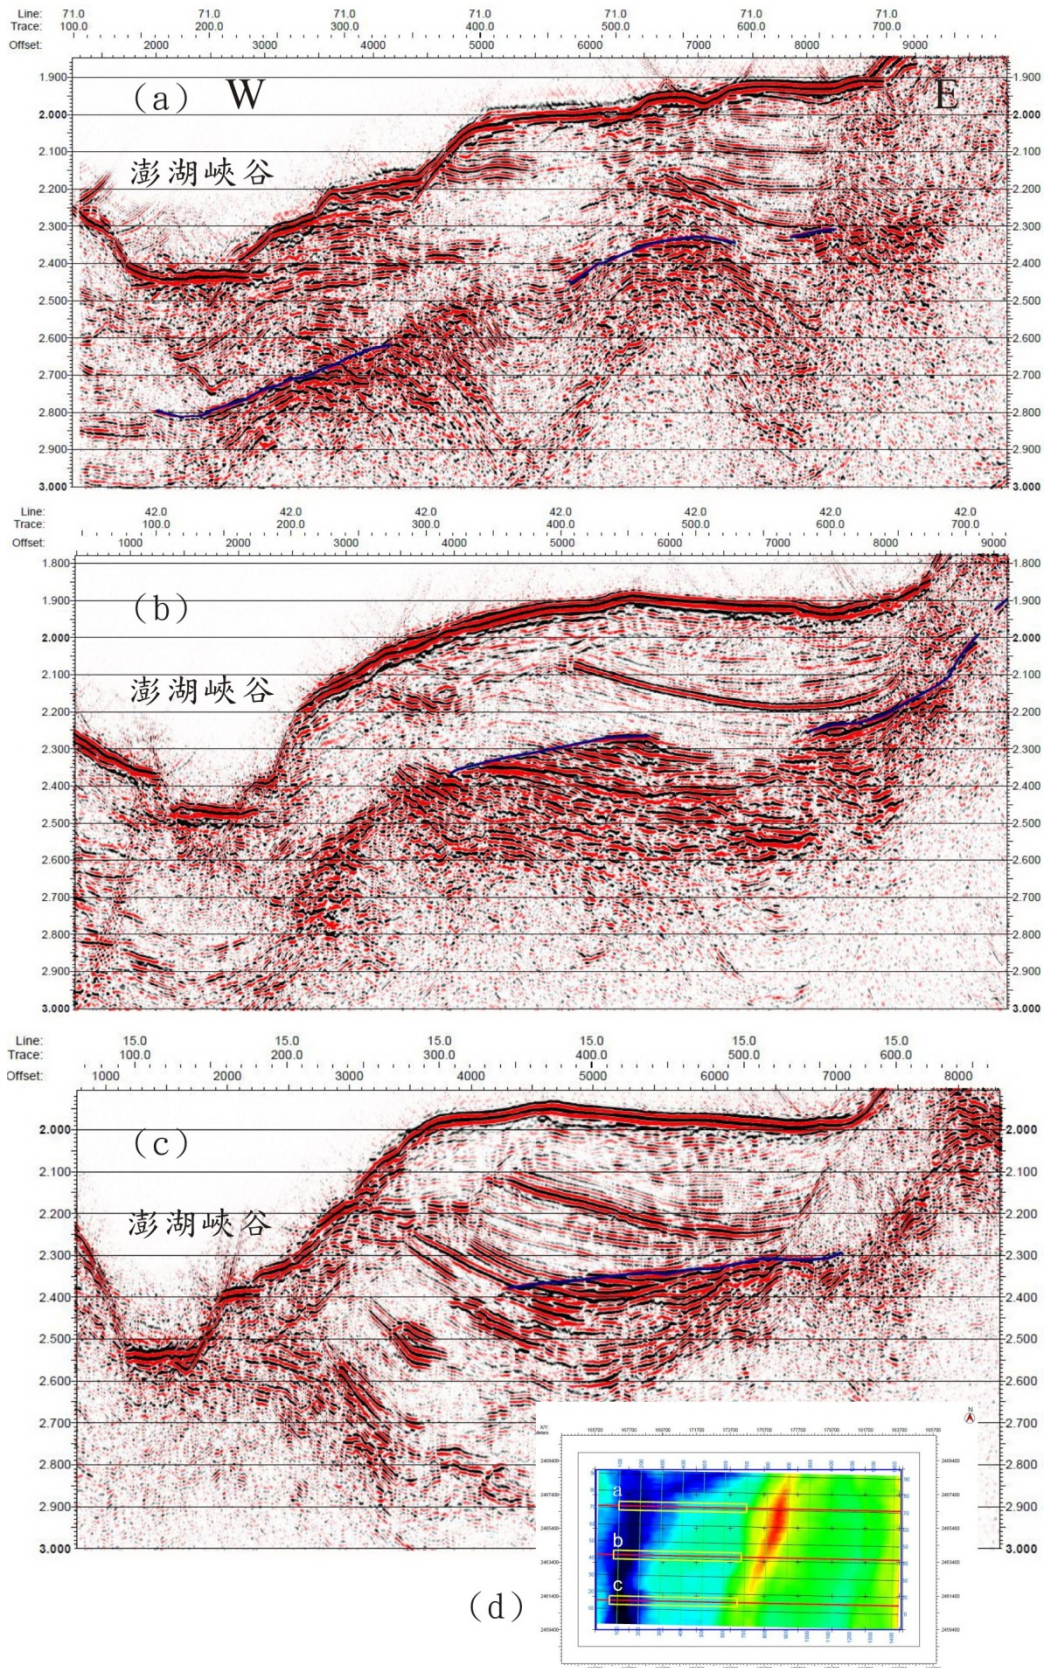 Line: 71.0 71.0 71.0 71.0 71.0 71.0 71.0
Trace: 100.0 200.0 300.0 400.0 500.0 600.0 700.0
Offset: 2000 3000 4000 5000 6000 7000 8000 9000
(a) W E
澎湖峽谷
1.900 1.900
2.000 2.000
2.100 2.100
2.200 2.200
2.300 2.300
2.400 2.400
2.500 2.500
2.600 2.600
2.700 2.700
2.800 2.800
2.900 2.900
3.000 3.000
Line: 42.0 42.0 42.0 42.0 42.0 42.0 42.0
Trace: 100.0 200.0 300.0 400.0 500.0 600.0 700.0
Offset: 1000 2000 3000 4000 5000 6000 7000 8000 9000
(b)
澎湖峽谷
1.800 1.800
1.900 1.900
2.000 2.000
2.100 2.100
2.200 2.200
2.300 2.300
2.400 2.400
2.500 2.500
2.600 2.600
2.700 2.700
2.800 2.800
2.900 2.900
3.000 3.000
Line: 15.0 15.0 15.0 15.0 15.0 15.0
Trace: 100.0 200.0 300.0 400.0 500.0 600.0
Offset: 1000 2000 3000 4000 5000 6000 7000 8000
(c)
澎湖峽谷
2.000 2.000
2.100 2.100
2.200 2.200
2.300 2.300
2.400 2.400
2.500 2.500
2.600 2.600
2.700 2.700
2.800 2.800
2.900 2.900
3.000 3.000
N
a
b
c
(d)